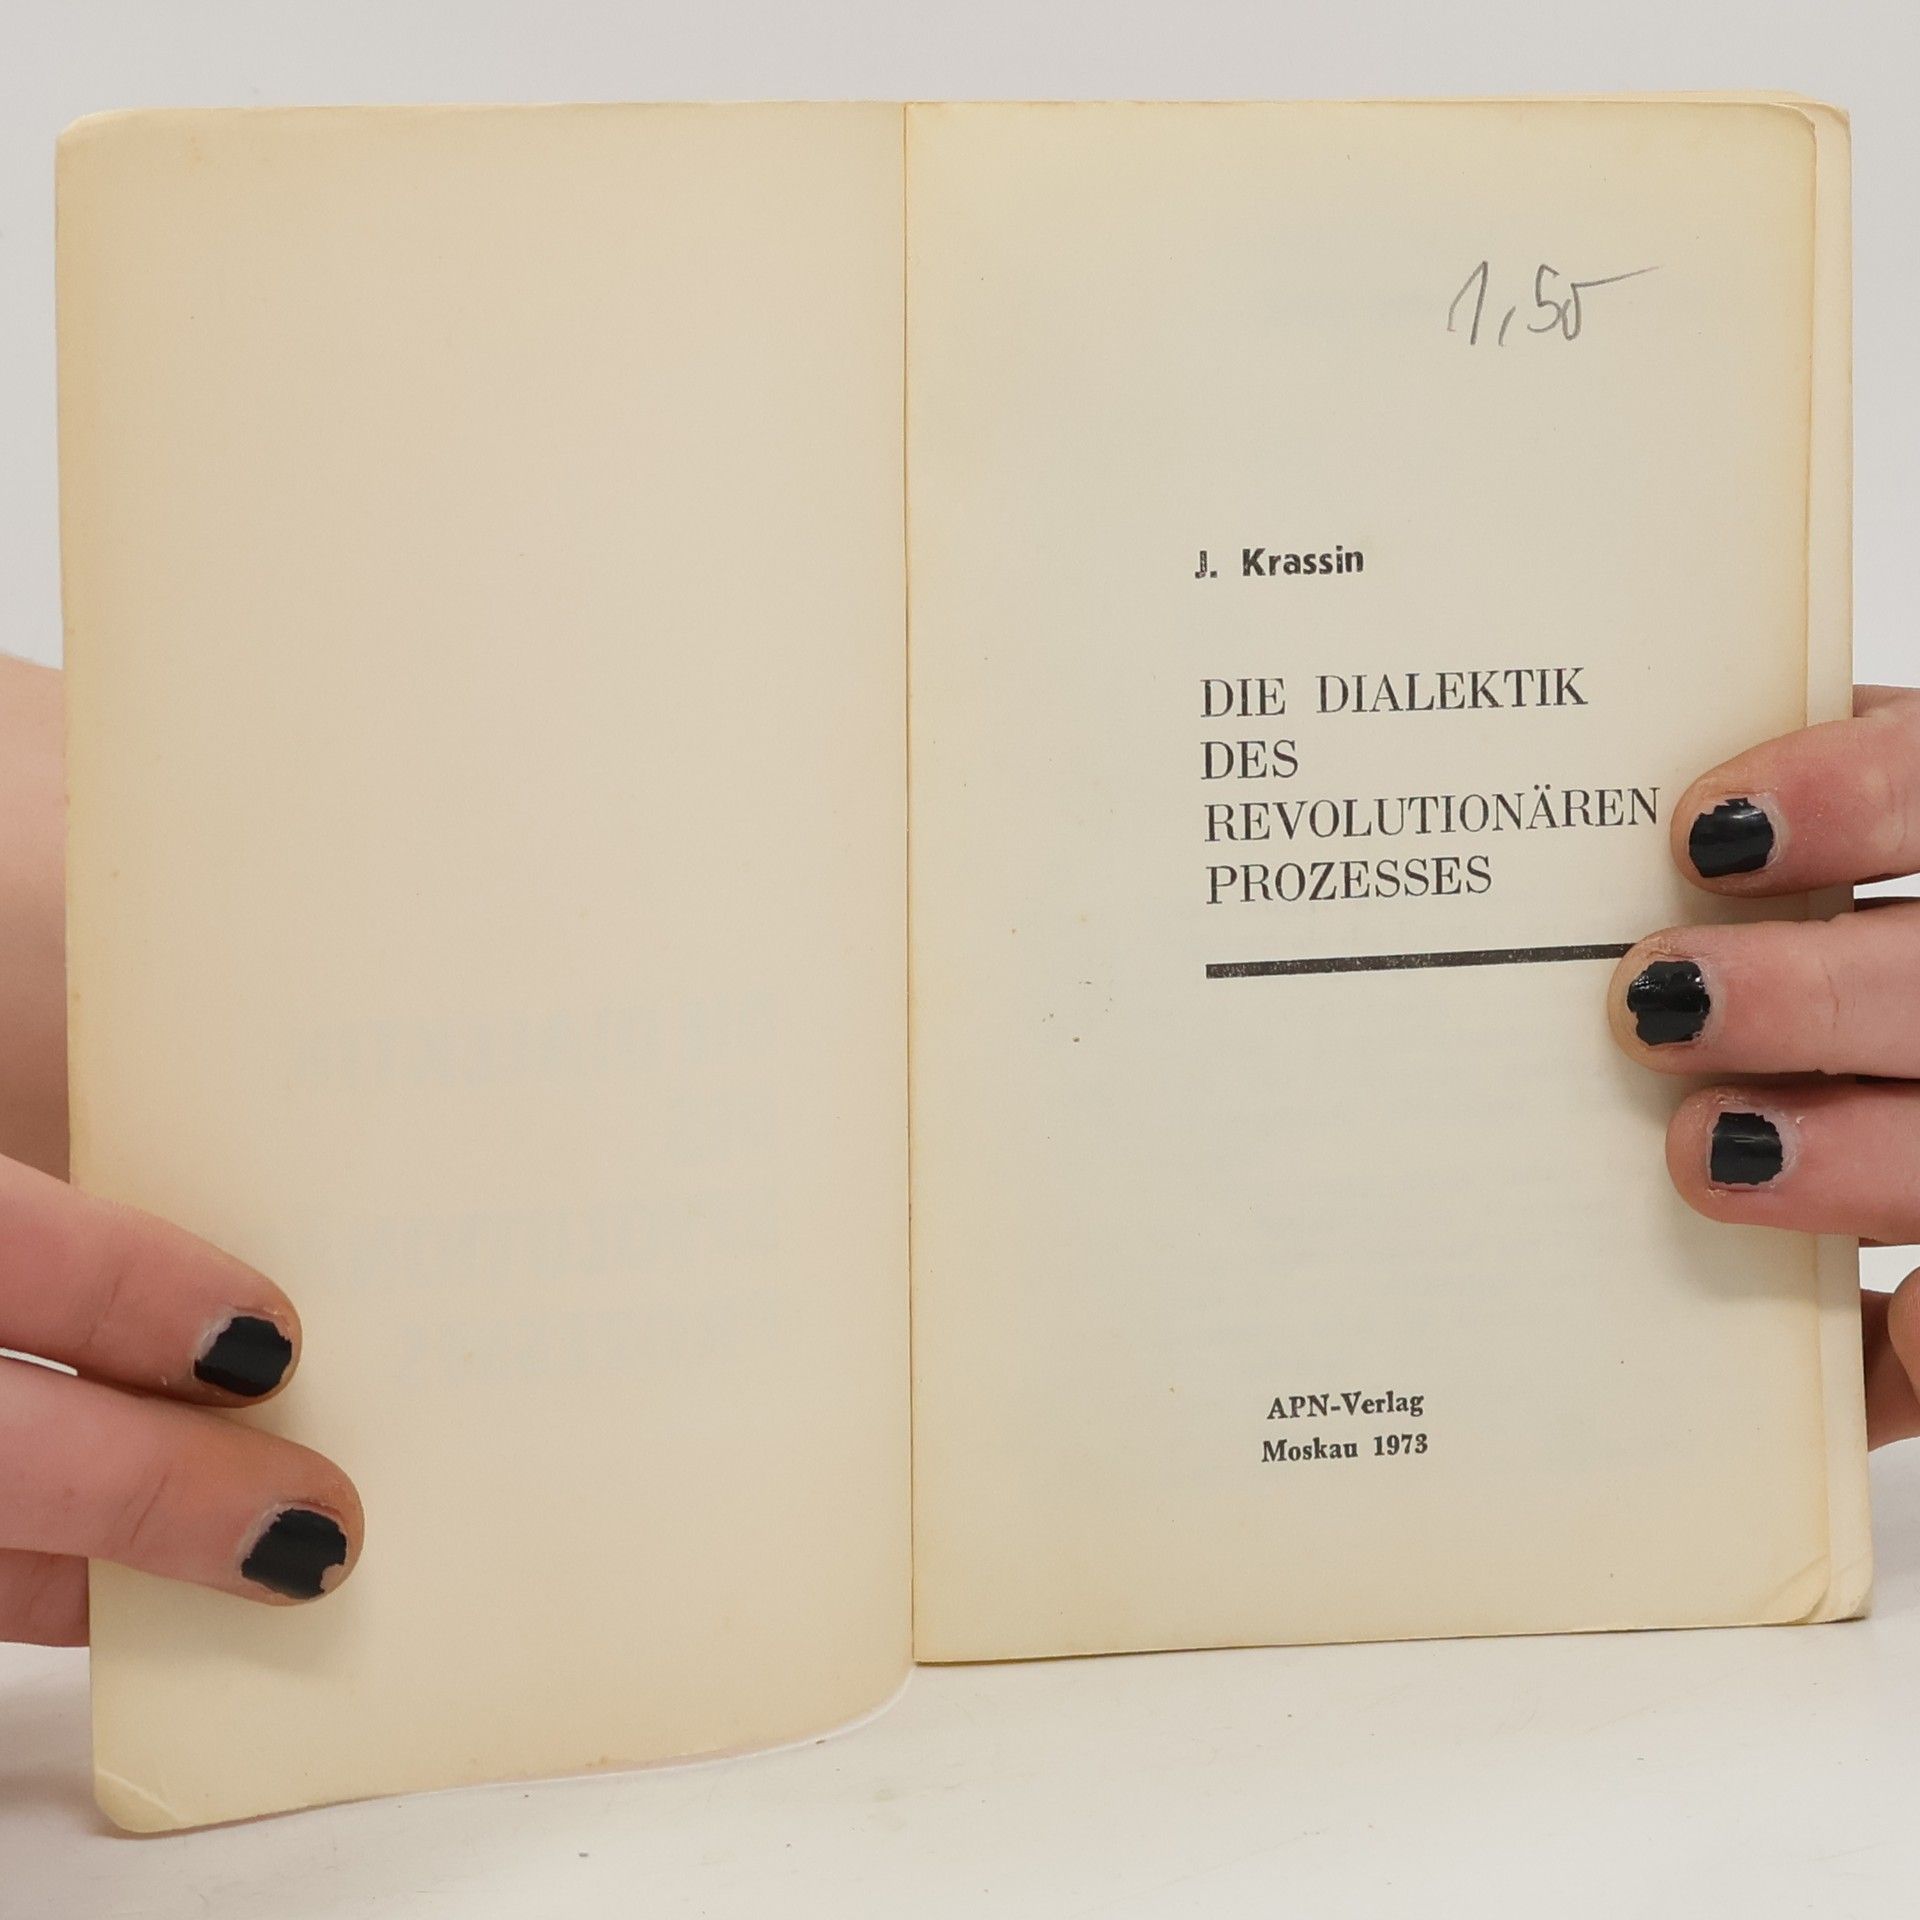 1,50
J. Krassin
DIE DIALEKTIK
DES
REVOLUTIONÄREN
PROZESSES
APN-Verlag
Moskau 1973